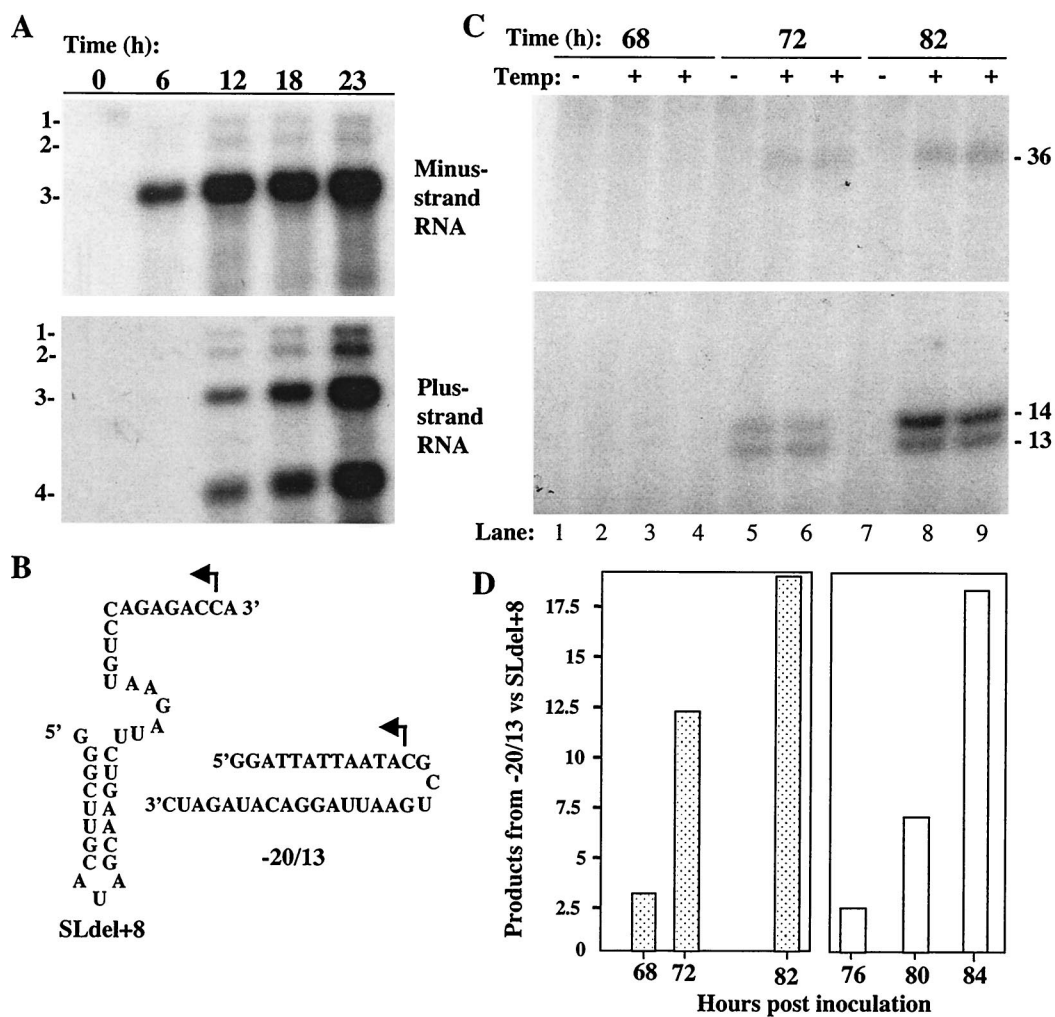 A
Time (h):
0 6 12 18 23
1-
2-
3-
Minus-
strand
RNA
1-
2-
3-
4-
Plus-
strand
RNA
B
CAGAGACCA 3'
C
U
G
U A A
G
A
5' G UU
G C
G U
C G
U A
U A
G C
C G
A A
U
SLdel+8
5'GGATTATTAATACG
C
3'CUAGAUACAGGAUUAAGU
-20/13
C
Time (h): 68 72 82
Temp: - + + - + + - + +
- 36
- 14
- 13
Lane: 1 2 3 4 5 6 7 8 9
D
Products from -20/13 vs SLdel+8
17.5
15
12.5
7.5
5
2.5
0
68 72 82 76 80 84
Hours post inoculation